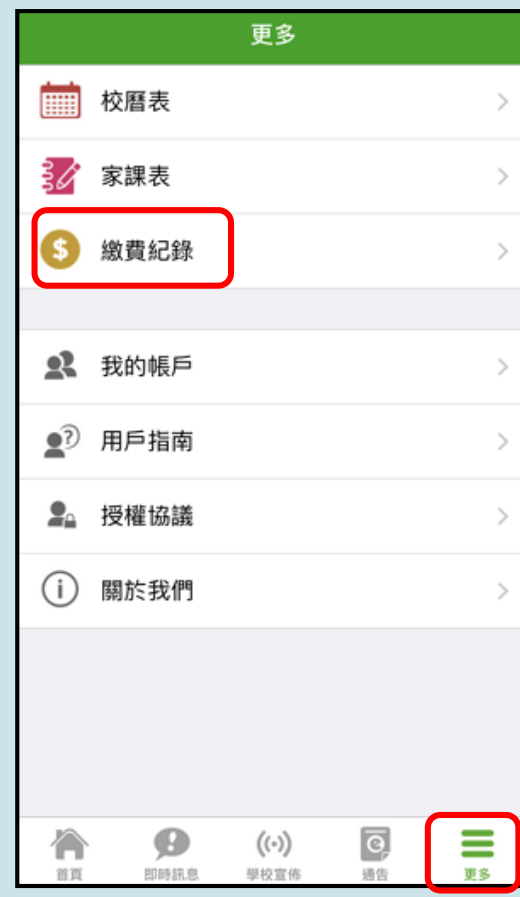 更多
校曆表
家課表
$ 繳費紀錄
我的帳戶
? 用戶指南
授權協議
i 關於我們
首頁 即時訊息 學校宣佈 通告 更多